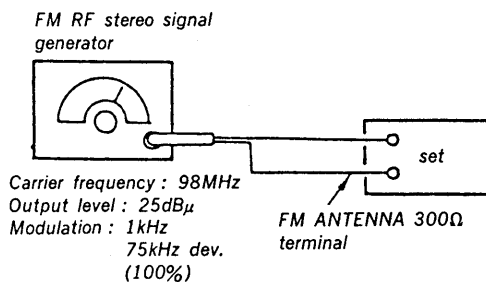 FM RF stereo signal
generator
set
Carrier frequency : 98MHz
Output level : 25dBμ
Modulation : 1kHz
75kHz dev.
(100%)
FM ANTENNA 300Ω
terminal